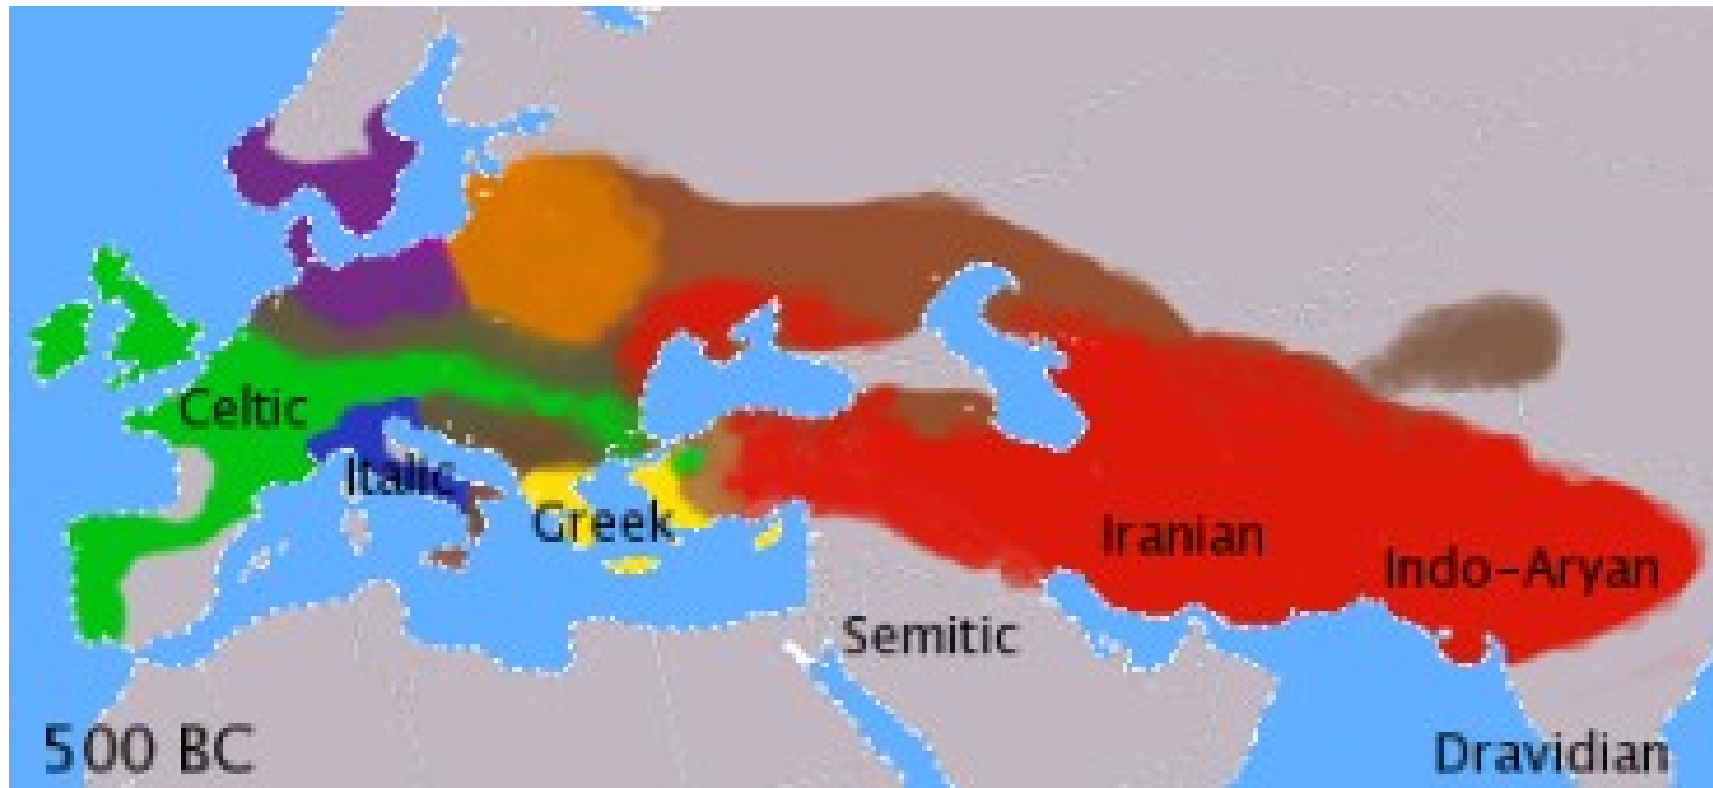 Celtic
Italic
Greek
Iranian
Indo-Aryan
Semitic
500 BC
Dravidian